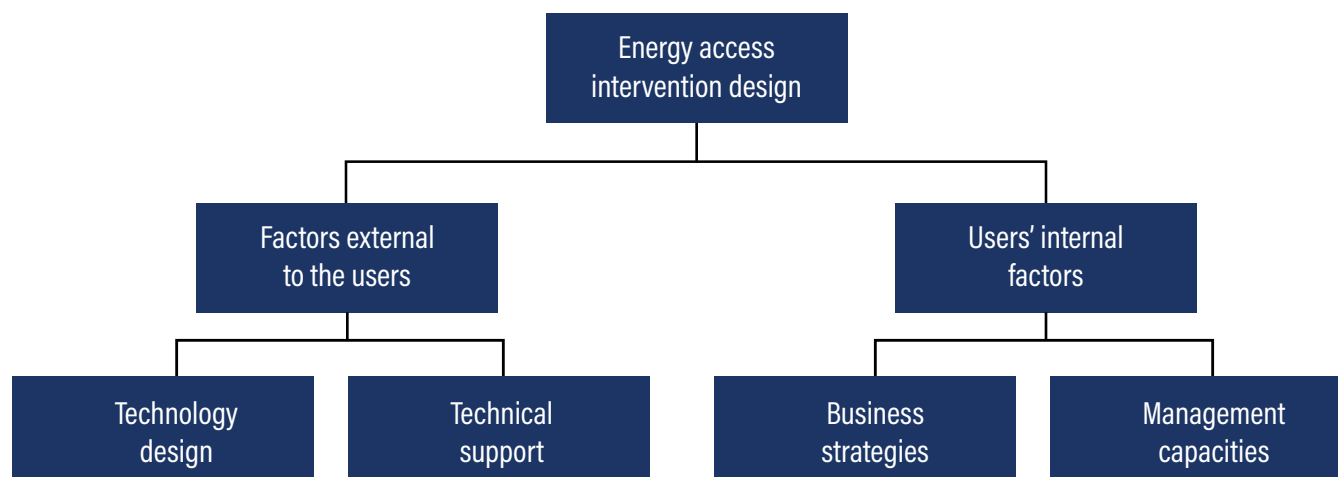 Energy access
intervention design
Factors external
to the users
Users’ internal
factors
Technology
design
Technical
support
Business
strategies
Management
capacities